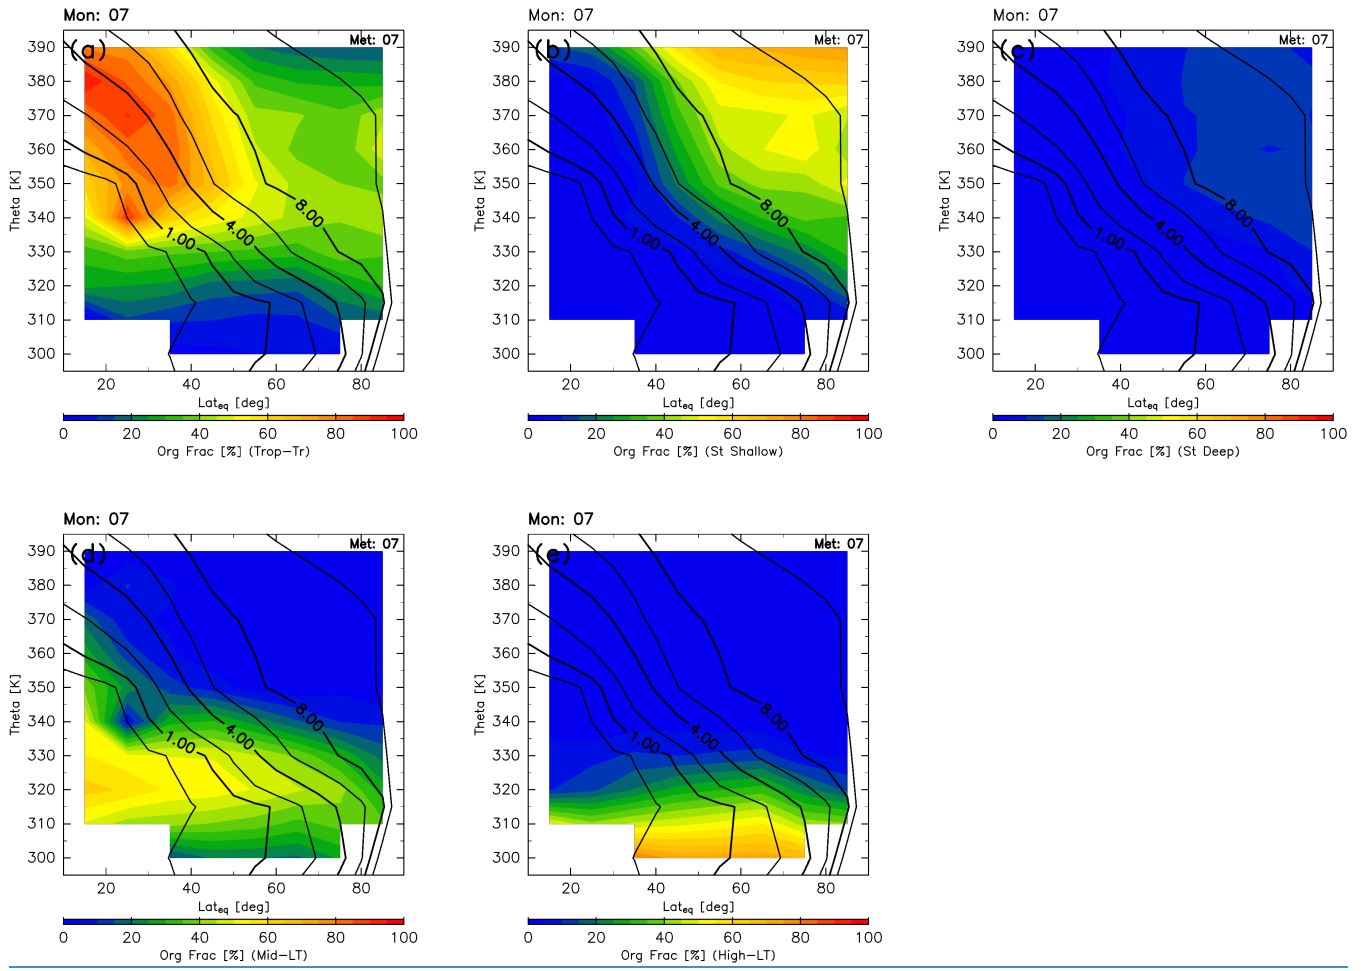 Mon: 07
Mon: 07
Mon: 07
(a)
Met: 07
(b)
Met: 07
(c)
Met: 07
Theta [K]
390
380
370
360
350
340
330
320
310
300
1.00
4.00
8.00
20 40 60 80
Lat_eq [deg]
0 20 40 60 80 100
Org Frac [%] (Trop-Tr)
Theta [K]
390
380
370
360
350
340
330
320
310
300
1.00
4.00
8.00
20 40 60 80
Lat_eq [deg]
0 20 40 60 80 100
Org Frac [%] (St Shallow)
Theta [K]
390
380
370
360
350
340
330
320
310
300
1.00
4.00
8.00
20 40 60 80
Lat_eq [deg]
0 20 40 60 80 100
Org Frac [%] (St Deep)
Mon: 07
Mon: 07
(d)
Met: 07
(e)
Met: 07
Theta [K]
390
380
370
360
350
340
330
320
310
300
1.00
4.00
8.00
20 40 60 80
Lat_eq [deg]
0 20 40 60 80 100
Org Frac [%] (Mid-LT)
Theta [K]
390
380
370
360
350
340
330
320
310
300
1.00
4.00
8.00
20 40 60 80
Lat_eq [deg]
0 20 40 60 80 100
Org Frac [%] (High-LT)